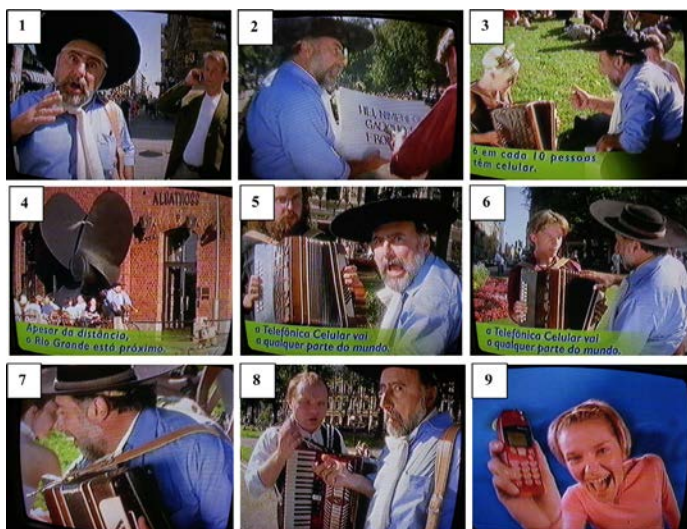 1
2
3
6 em cada 10 pessoas
têm celular.
4
ALBATROSS
Apesar da distância,
o Rio Grande está próximo.
5
a Telefônica Celular vai
a qualquer parte do mundo.
6
a Telefônica Celular vai
a qualquer parte do mundo.
7
8
9